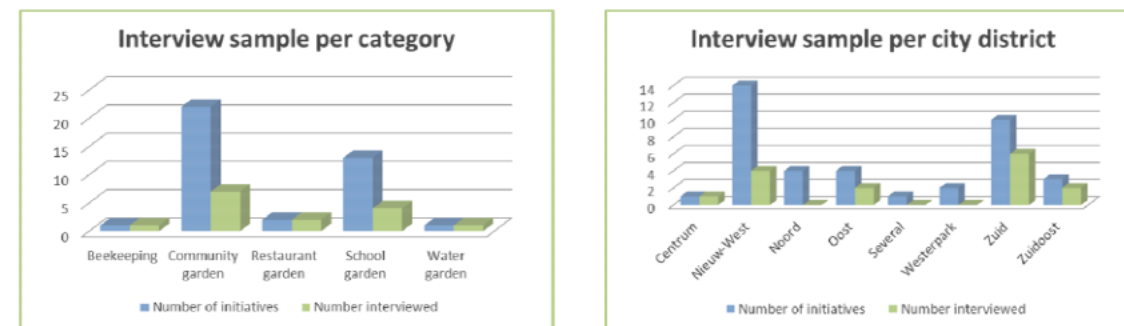 Interview sample per category
25
20
15
10
5
0
Beekeeping
Community
garden
Restaurant
garden
School
garden
Water
garden
Number of initiatives
Number interviewed
Interview sample per city district
14
12
10
8
6
4
2
0
Centrum
Nieuw-West
Noord
Oost
Several
Westerpark
Zuid
Zuidoost
Number of initiatives
Number interviewed